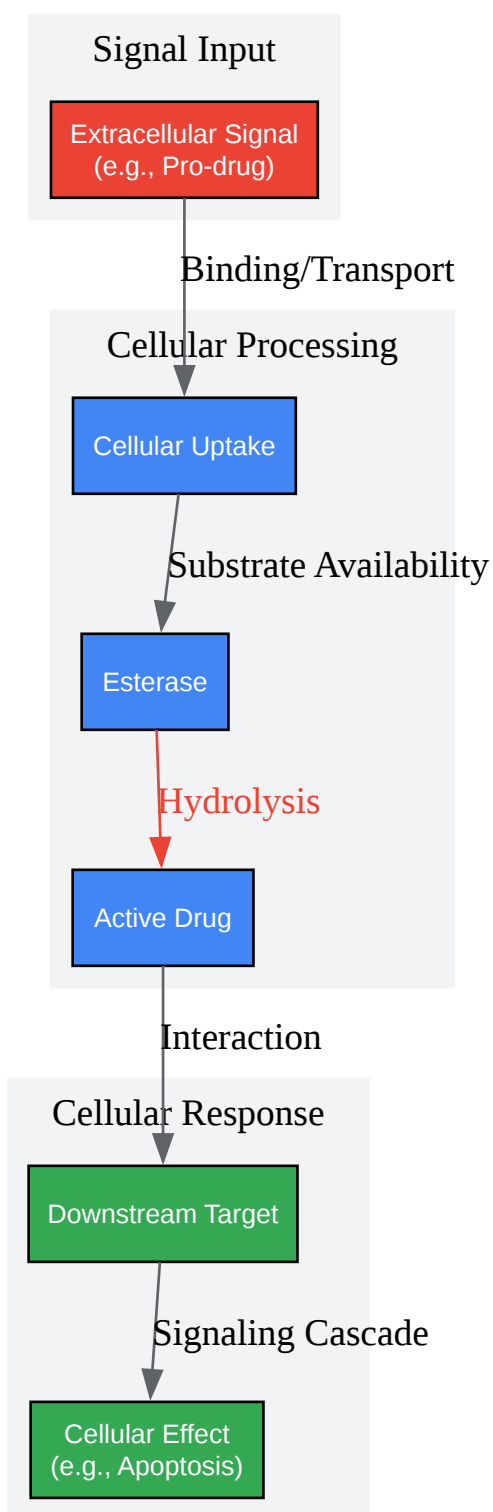 Signal Input
Extracellular Signal
(e.g., Pro-drug)
Binding/Transport
Cellular Processing
Cellular Uptake
Substrate Availability
Esterase
Hydrolysis
Active Drug
Interaction
Cellular Response
Downstream Target
Signaling Cascade
Cellular Effect
(e.g., Apoptosis)